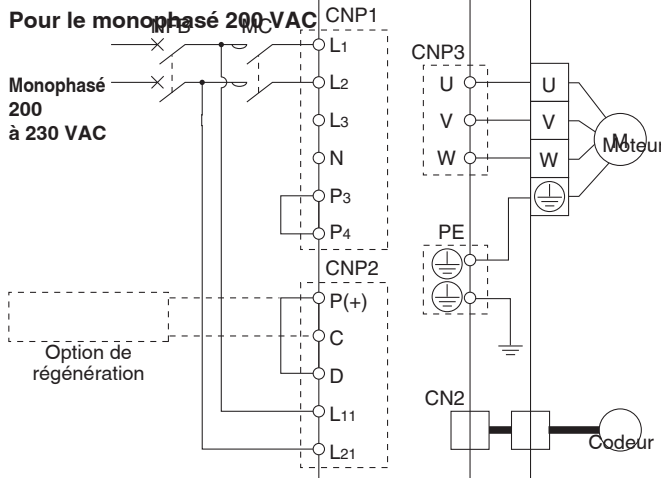 Pour le monophasé 200 VAC
NFB
MC
CNP1
Monophasé
200
à 230 VAC
L1
L2
L3
N
P3
P4
CNP2
P(+)
C
D
L11
L21
Option de
régénération
CNP3
U
V
W
U
V
W
M
Moteur
PE
CN2
Codeur